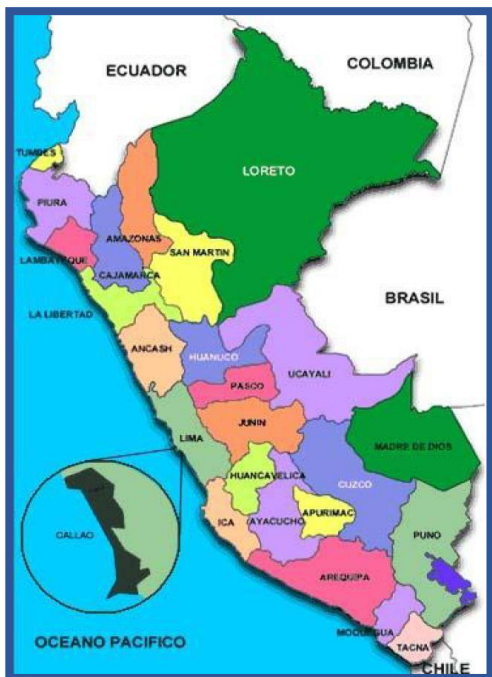 ECUADOR
COLOMBIA
TUMBES
LORETO
PIURA
AMAZONAS
SAN MARTIN
LAMBAYEQUE
CAJAMARCA
BRASIL
LA LIBERTAD
ANCASH
HUANUCO
UCAYALI
PASCO
JUNIN
LIMA
MADRE DE DIOS
HUANCAVELICA
CUZCO
ICA
AYACUCHO
APURIMAC
CALLAO
PUNO
AREQUIPA
MOQUEGUA
OCEANO PACIFICO
TACNA
CHILE